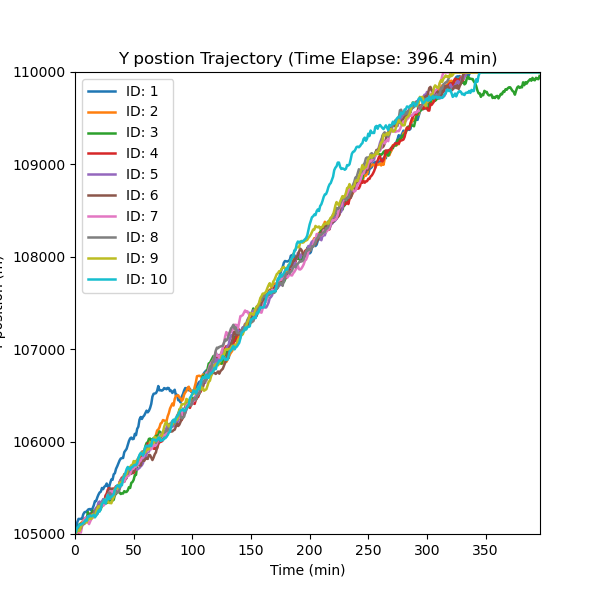 Y postion Trajectory (Time Elapse: 396.4 min)
110000
109000
108000
107000
106000
105000
ID: 1
ID: 2
ID: 3
ID: 4
ID: 5
ID: 6
ID: 7
ID: 8
ID: 9
ID: 10
0 50 100 150 200 250 300 350
Time (min)